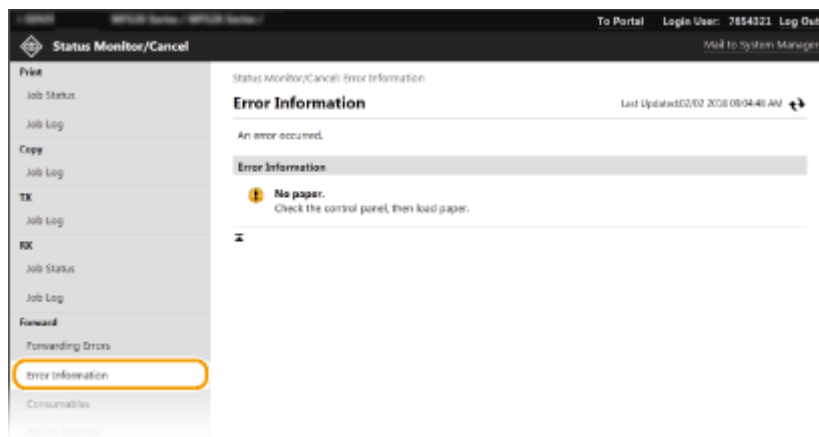 To Portal Login User: 7654321 Log Out
Status Monitor/Cancel
Mail to System Manager
Print
Job Status
Job Log
Copy
Job Log
TX
Job Log
RX
Job Status
Job Log
Forward
Forwarding Errors
Error Information
Consumables
Status Monitor/Cancel: Error Information
Error Information
Last Updated:02/02 2018 09:04:48 AM
An error occurred.
Error Information
No paper.
Check the control panel, then load paper.